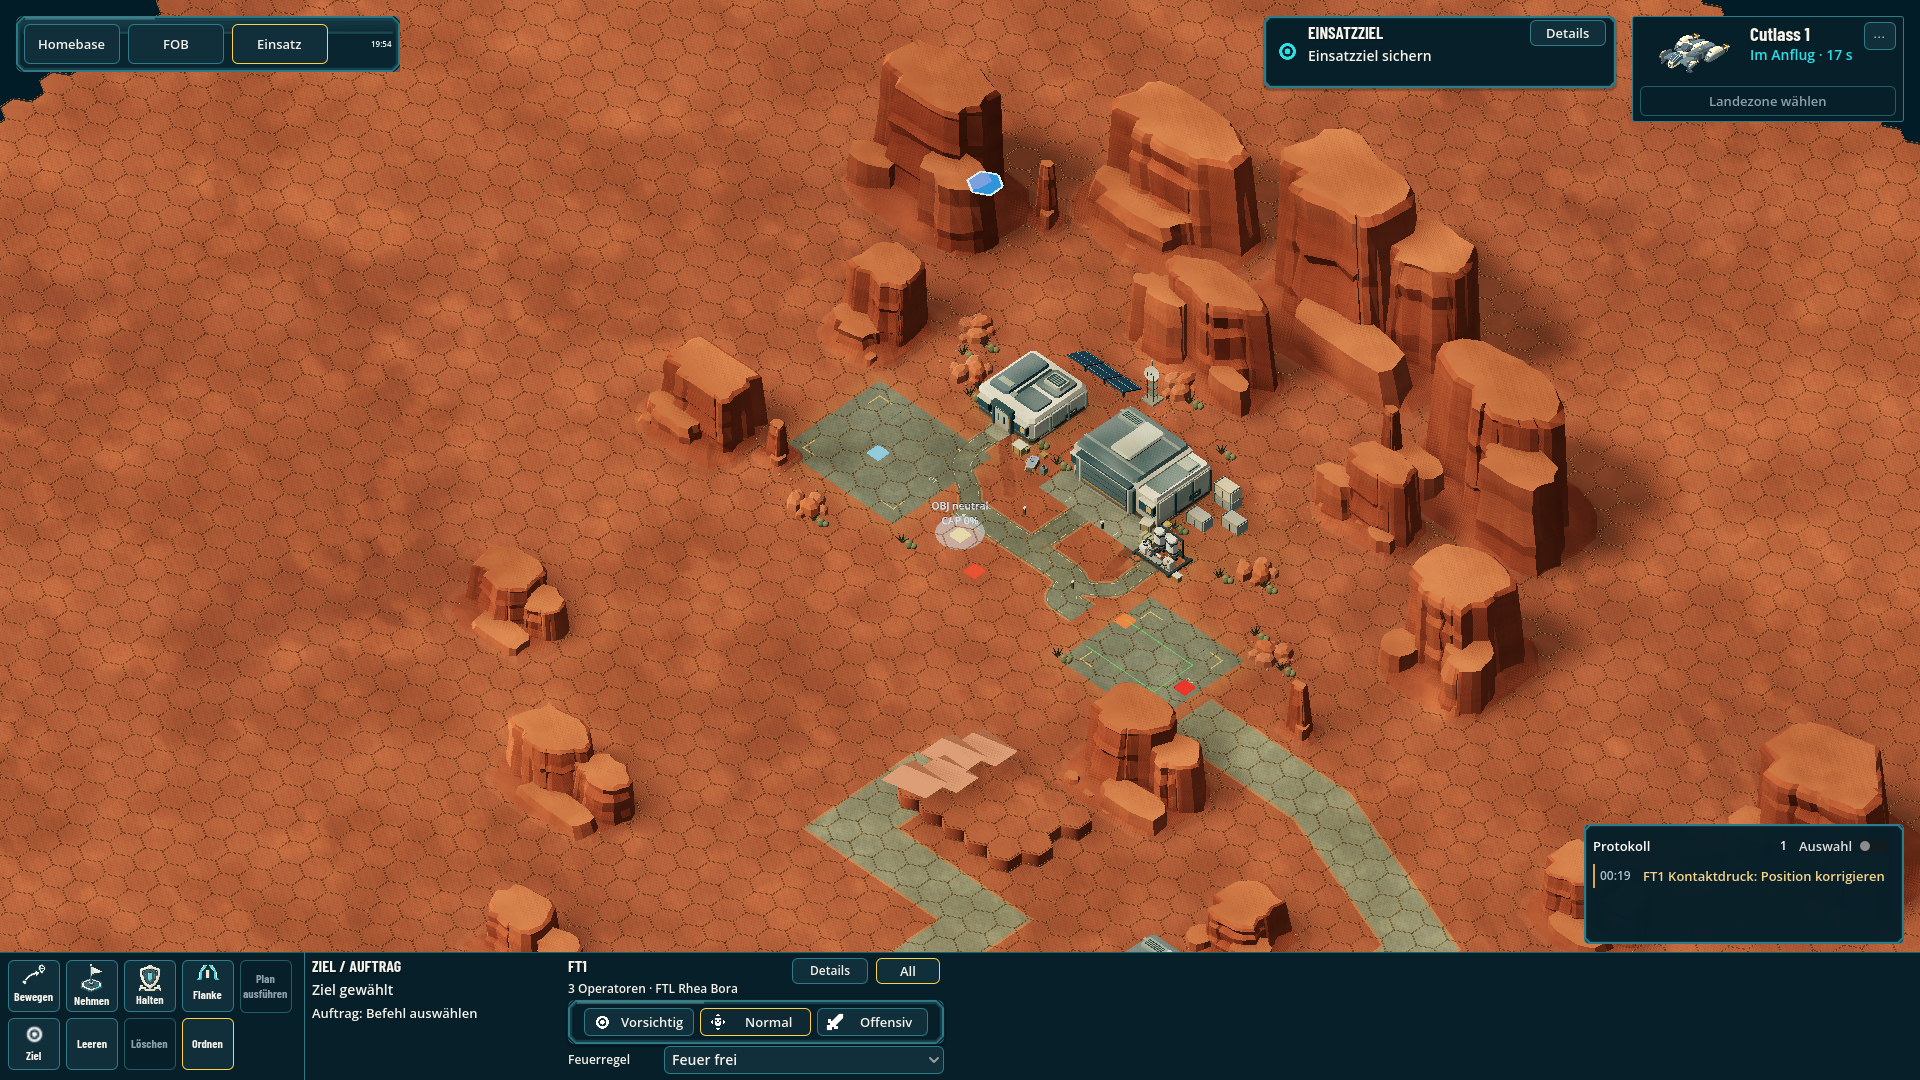 Homebase
FOB
Einsatz
19:54
EINSATZZIEL
Details
Einsatzziel sichern
Cutlass 1
...
Im Anflug · 17 s
Landezone wählen
OBJ neutral
CAP 0%
Protokoll
1
Auswahl
00:19
FT1 Kontaktdruck: Position korrigieren
Bewegen
Nehmen
Halten
Flanke
Plan
ausführen
Ziel
Leeren
Löschen
Ordnen
ZIEL / AUFTRAG
Ziel gewählt
Auftrag: Befehl auswählen
FT1
Details
All
3 Operatoren · FTL Rhea Bora
Vorsichtig
Normal
Offensiv
Feuerregel
Feuer frei